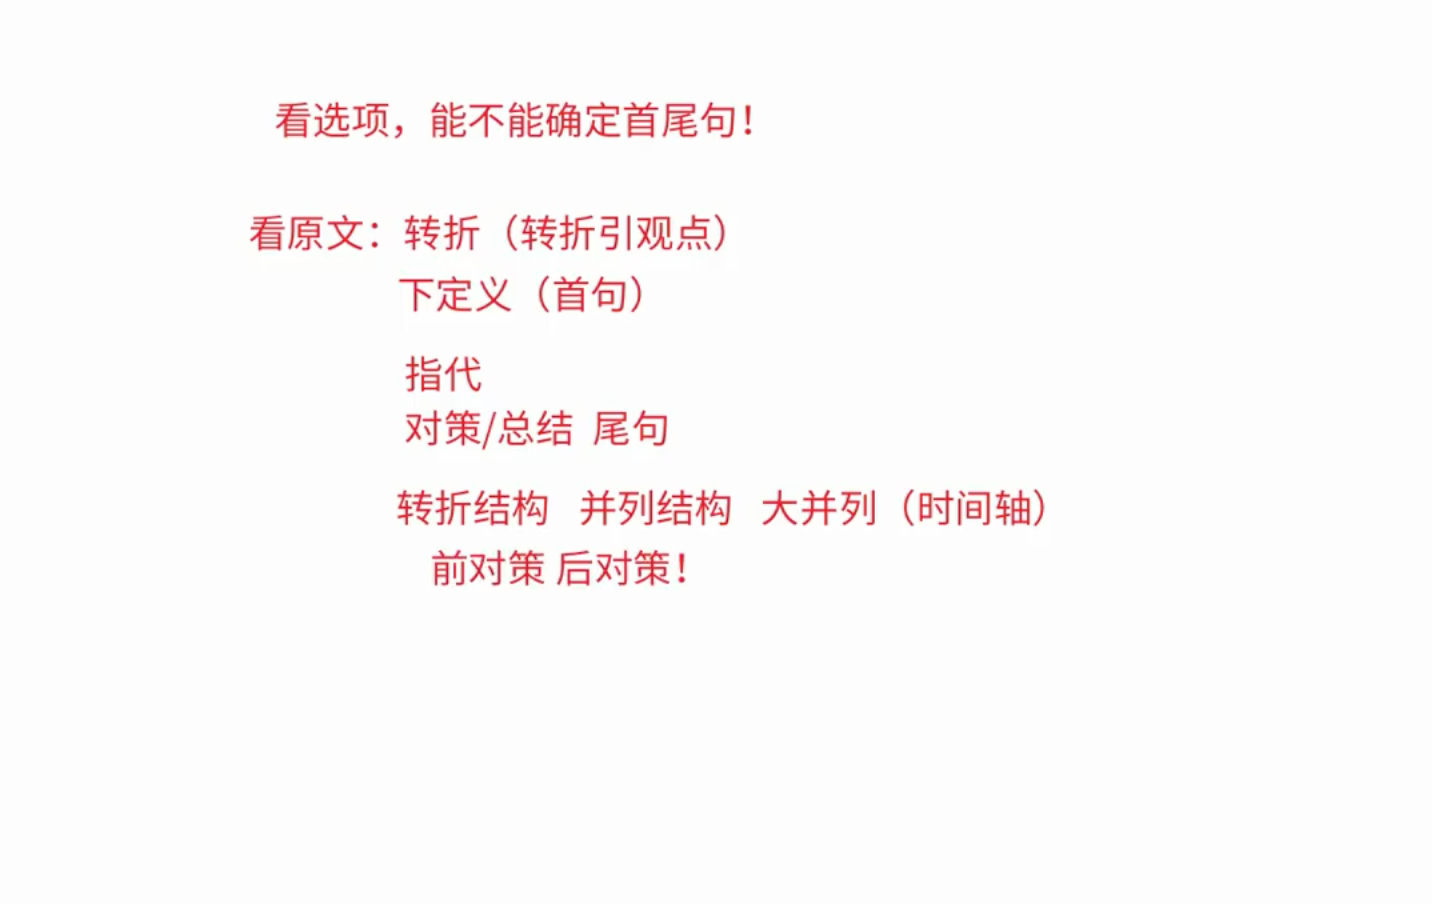 看选项，能不能确定首尾句！
看原文：转折（转折引观点）
下定义（首句）
指代
对策/总结 尾句
转折结构 并列结构 大并列（时间轴）
前对策 后对策！